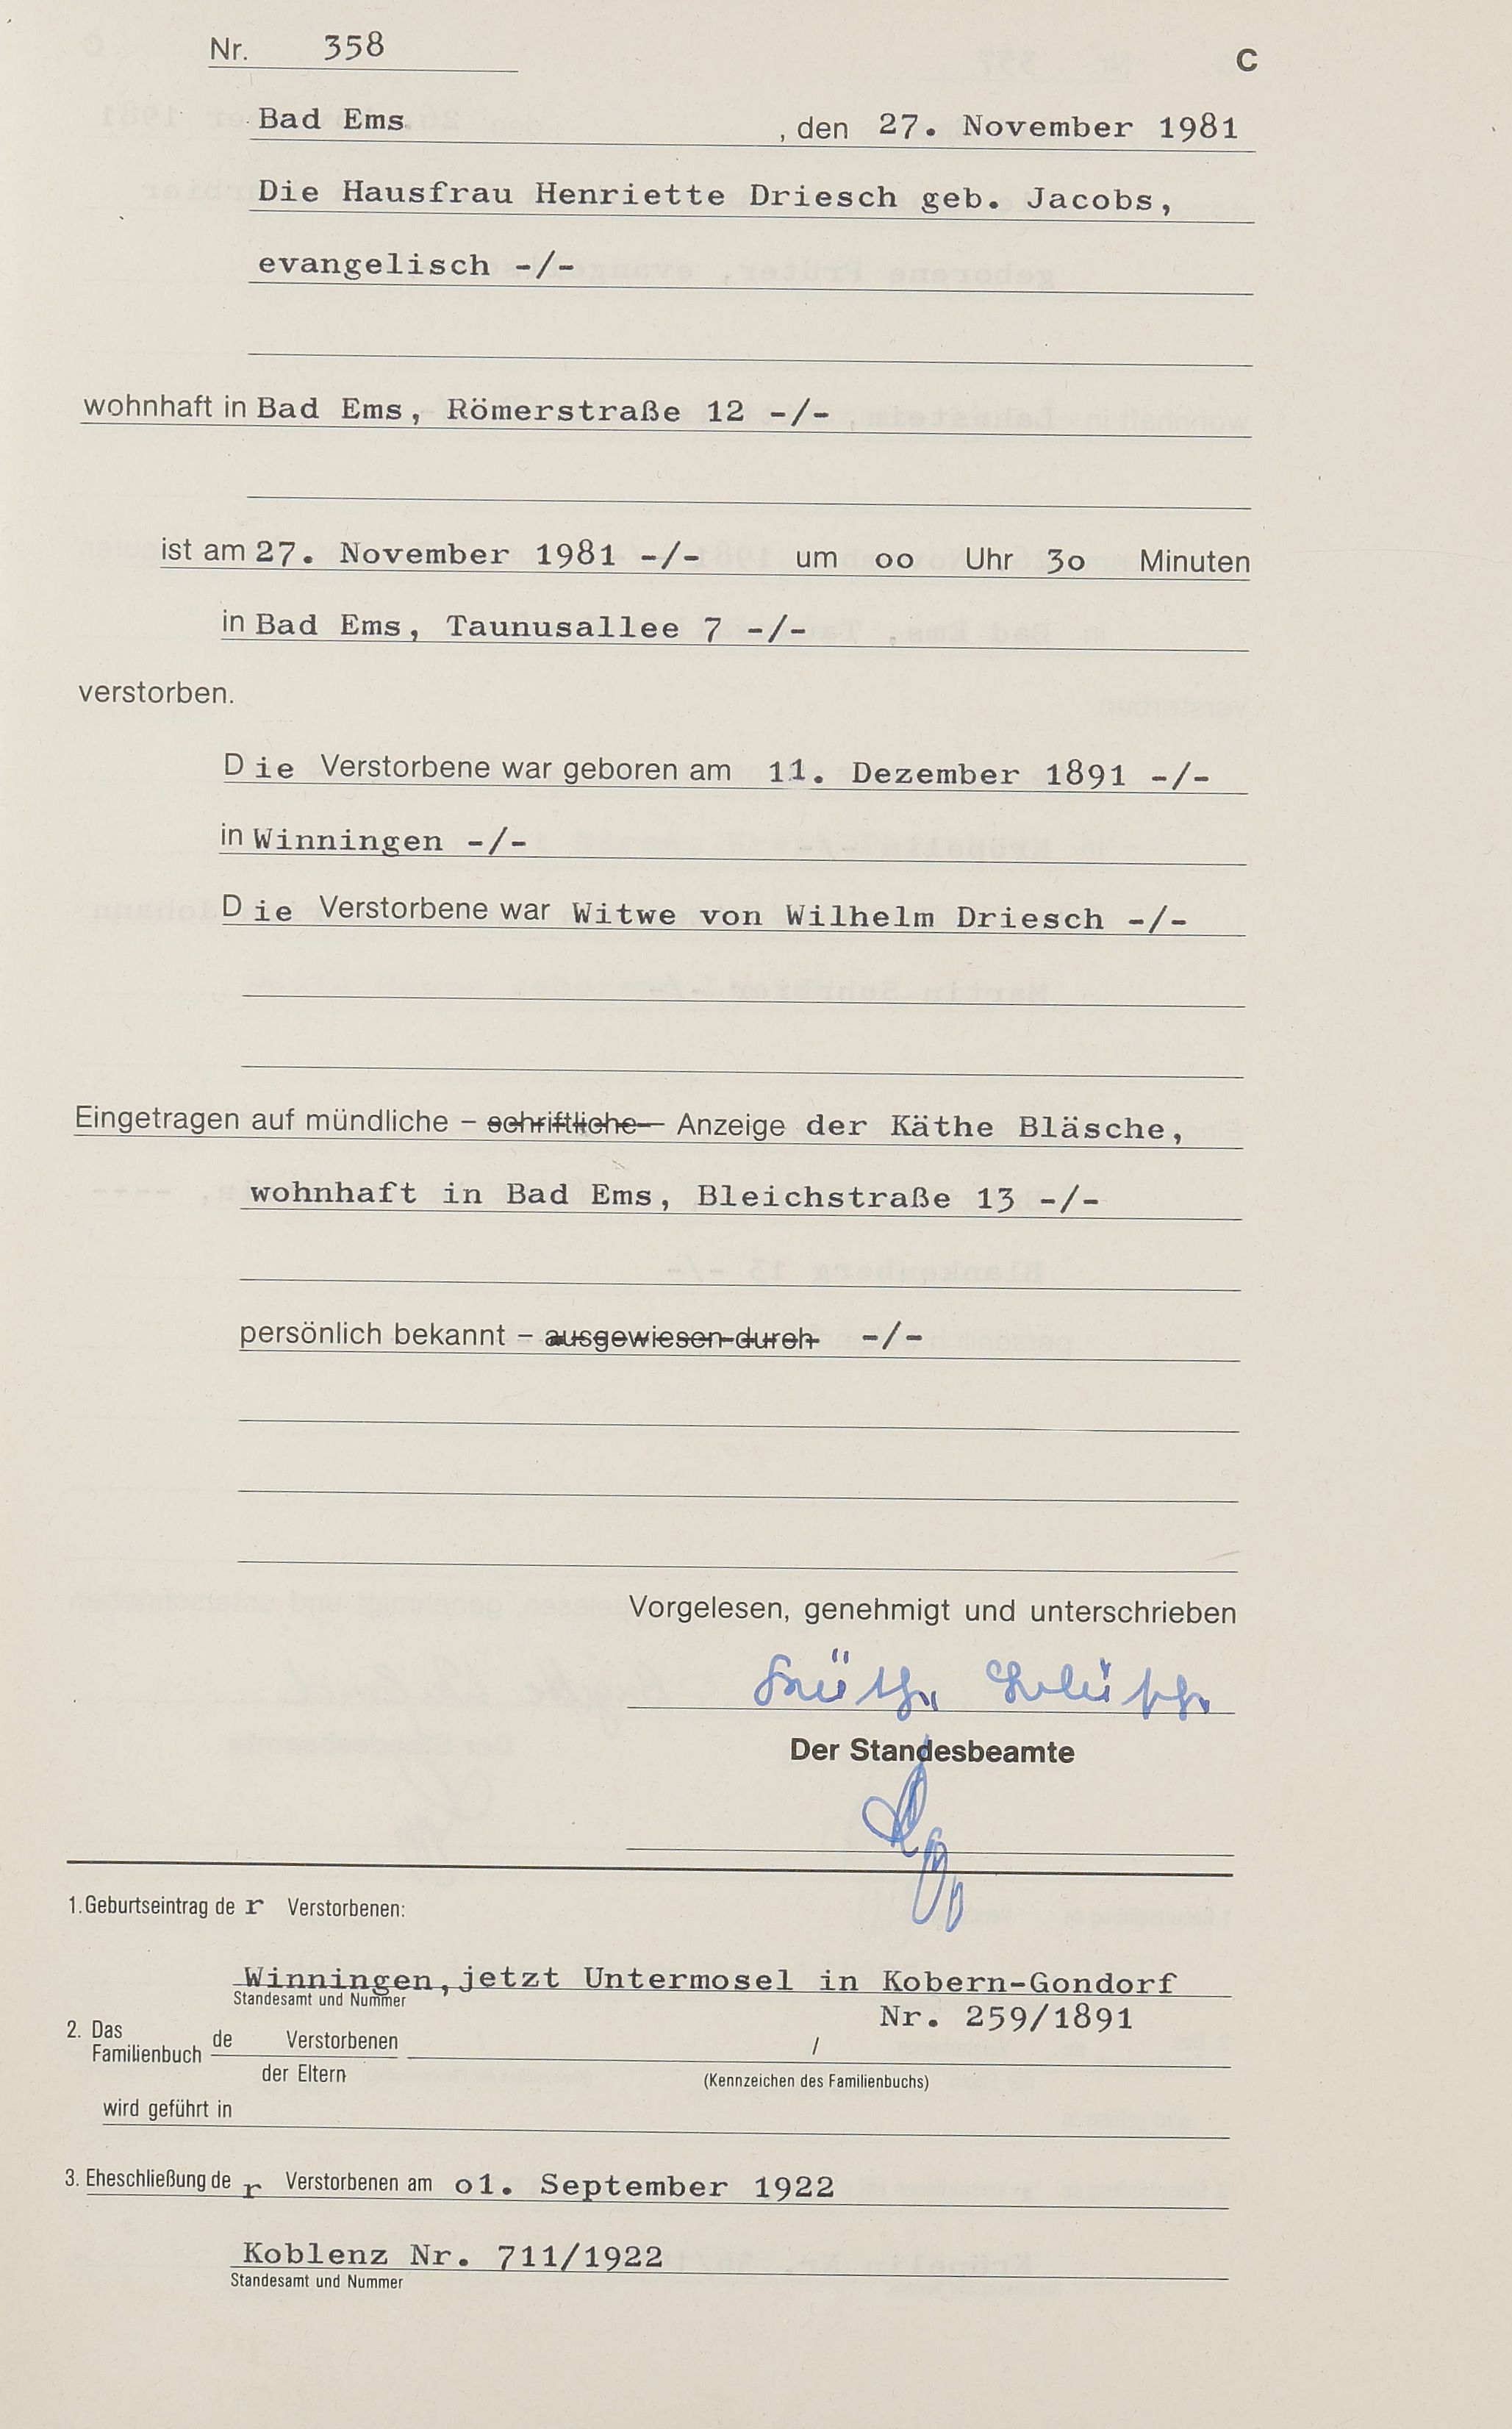 Nr. 358
C
Bad Ems , den 27. November 1981
Die Hausfrau Henriette Driesch geb. Jacobs,
evangelisch -/-
wohnhaft in Bad Ems, Römerstraße 12 -/-
ist am 27. November 1981 -/- um oo Uhr 3o Minuten
in Bad Ems, Taunusallee 7 -/-
verstorben.
Die Verstorbene war geboren am 11. Dezember 1891 -/-
in Winningen -/-
Die Verstorbene war Witwe von Wilhelm Driesch -/-
Eingetragen auf mündliche – schriftliche – Anzeige der Käthe Bläsche,
wohnhaft in Bad Ems, Bleichstraße 13 -/-
persönlich bekannt – ausgewiesen durch -/-
Vorgelesen, genehmigt und unterschrieben
Der Standesbeamte
1. Geburtseintrag de r Verstorbenen:
Winningen, jetzt Untermosel in Kobern-Gondorf
Standesamt und Nummer
Nr. 259/1891
2. Das Familienbuch de Verstorbenen /
der Eltern (Kennzeichen des Familienbuchs)
wird geführt in
3. Eheschließung de r Verstorbenen am o1. September 1922
Koblenz Nr. 711/1922
Standesamt und Nummer